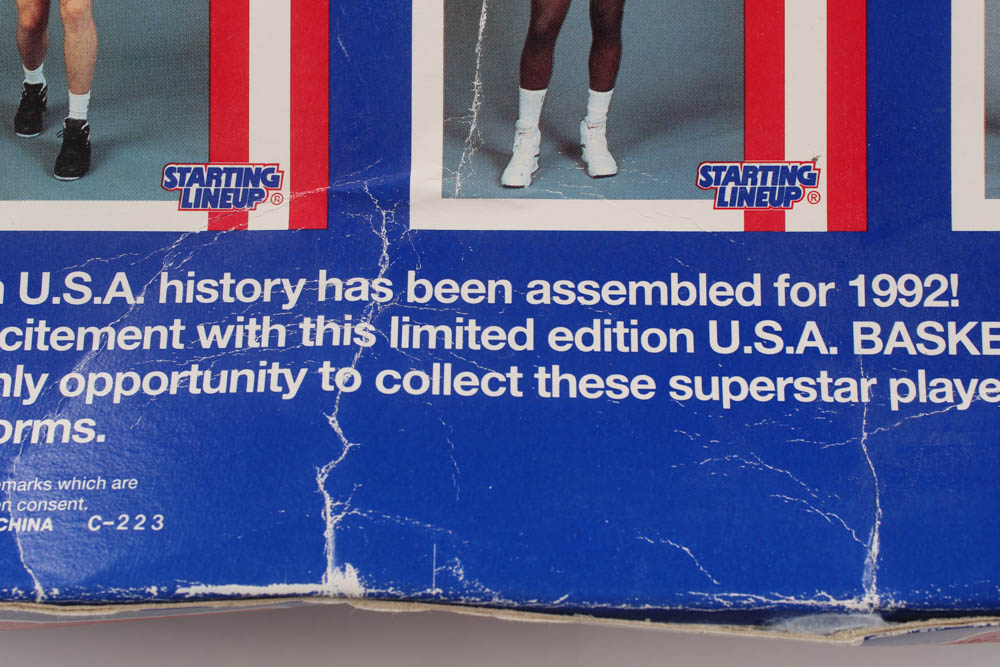 STARTING
LINEUP®
STARTING
LINEUP®
U.S.A. history has been assembled for 1992!
citement with this limited edition U.S.A. BASKE
nly opportunity to collect these superstar playe
orms.
marks which are
n consent.
CHINA C-223